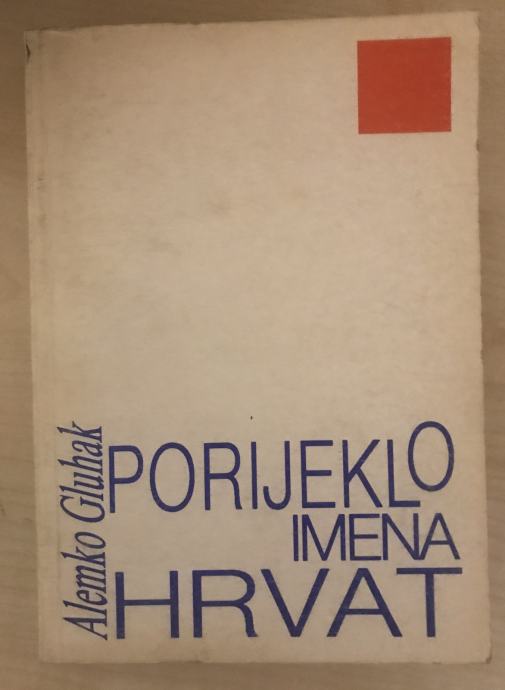 Alemko Gluhak
PORIJEKLO
IMENA
HRVAT